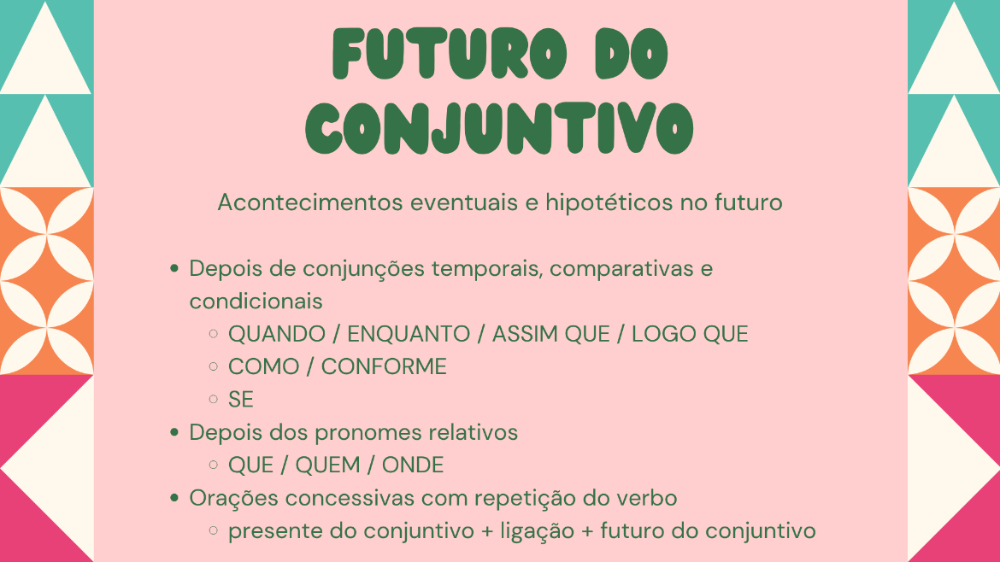 FUTURO DO
CONJUNTIVO
Acontecimentos eventuais e hipotéticos no futuro
• Depois de conjunções temporais, comparativas e
condicionais
○ QUANDO / ENQUANTO / ASSIM QUE / LOGO QUE
○ COMO / CONFORME
○ SE
• Depois dos pronomes relativos
○ QUE / QUEM / ONDE
• Orações concessivas com repetição do verbo
○ presente do conjuntivo + ligação + futuro do conjuntivo